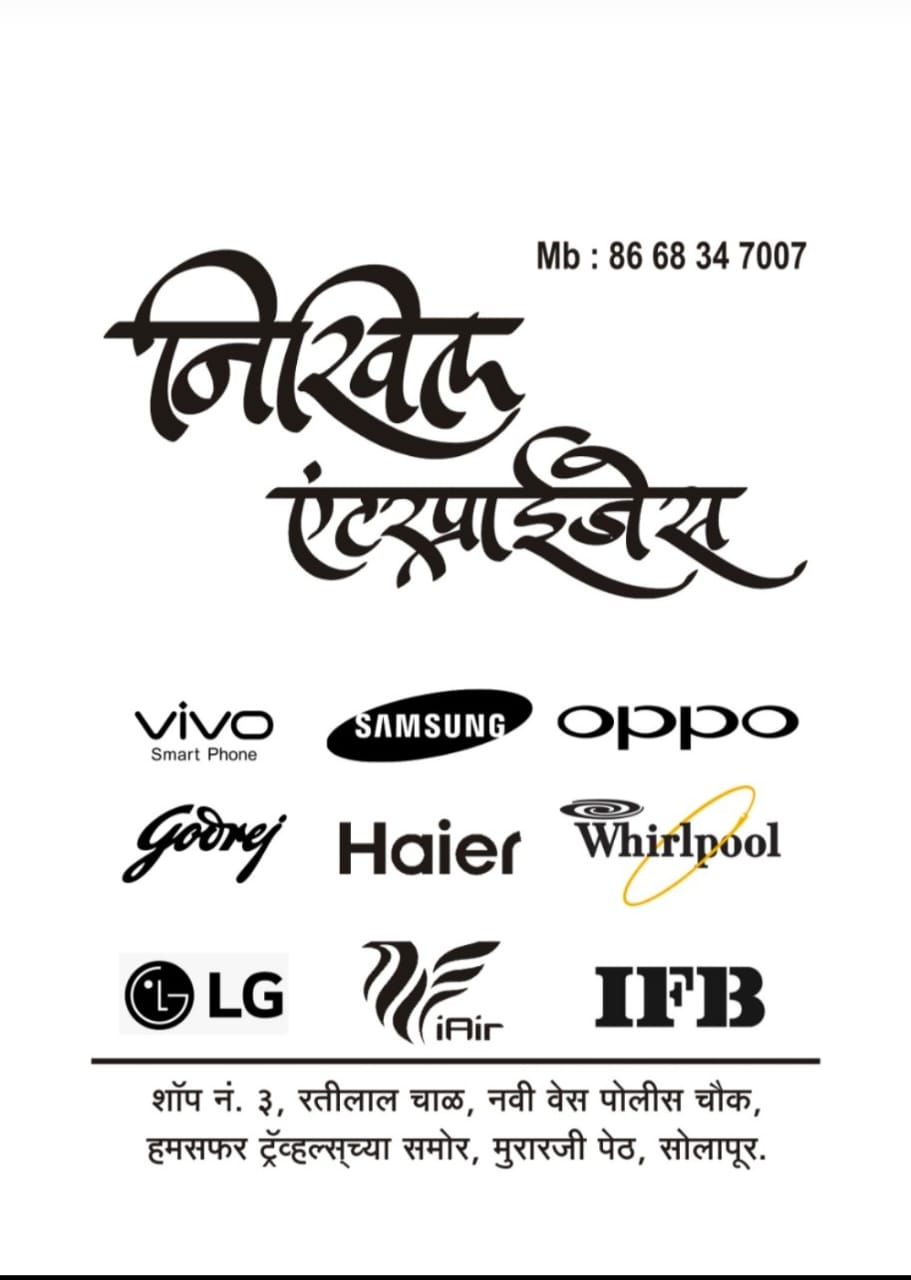 Mb : 86 68 34 7007
निखिल
एंटरप्राईजेस
vivo SAMSUNG oppo
Smart Phone
Godrej Haier Whirlpool
LG iAir IFB
शॉप नं. ३, रतीलाल चाळ, नवी वेस पोलीस चौक,
हमसफर ट्रॅव्हल्स्च्या समोर, मुरारजी पेठ, सोलापूर.